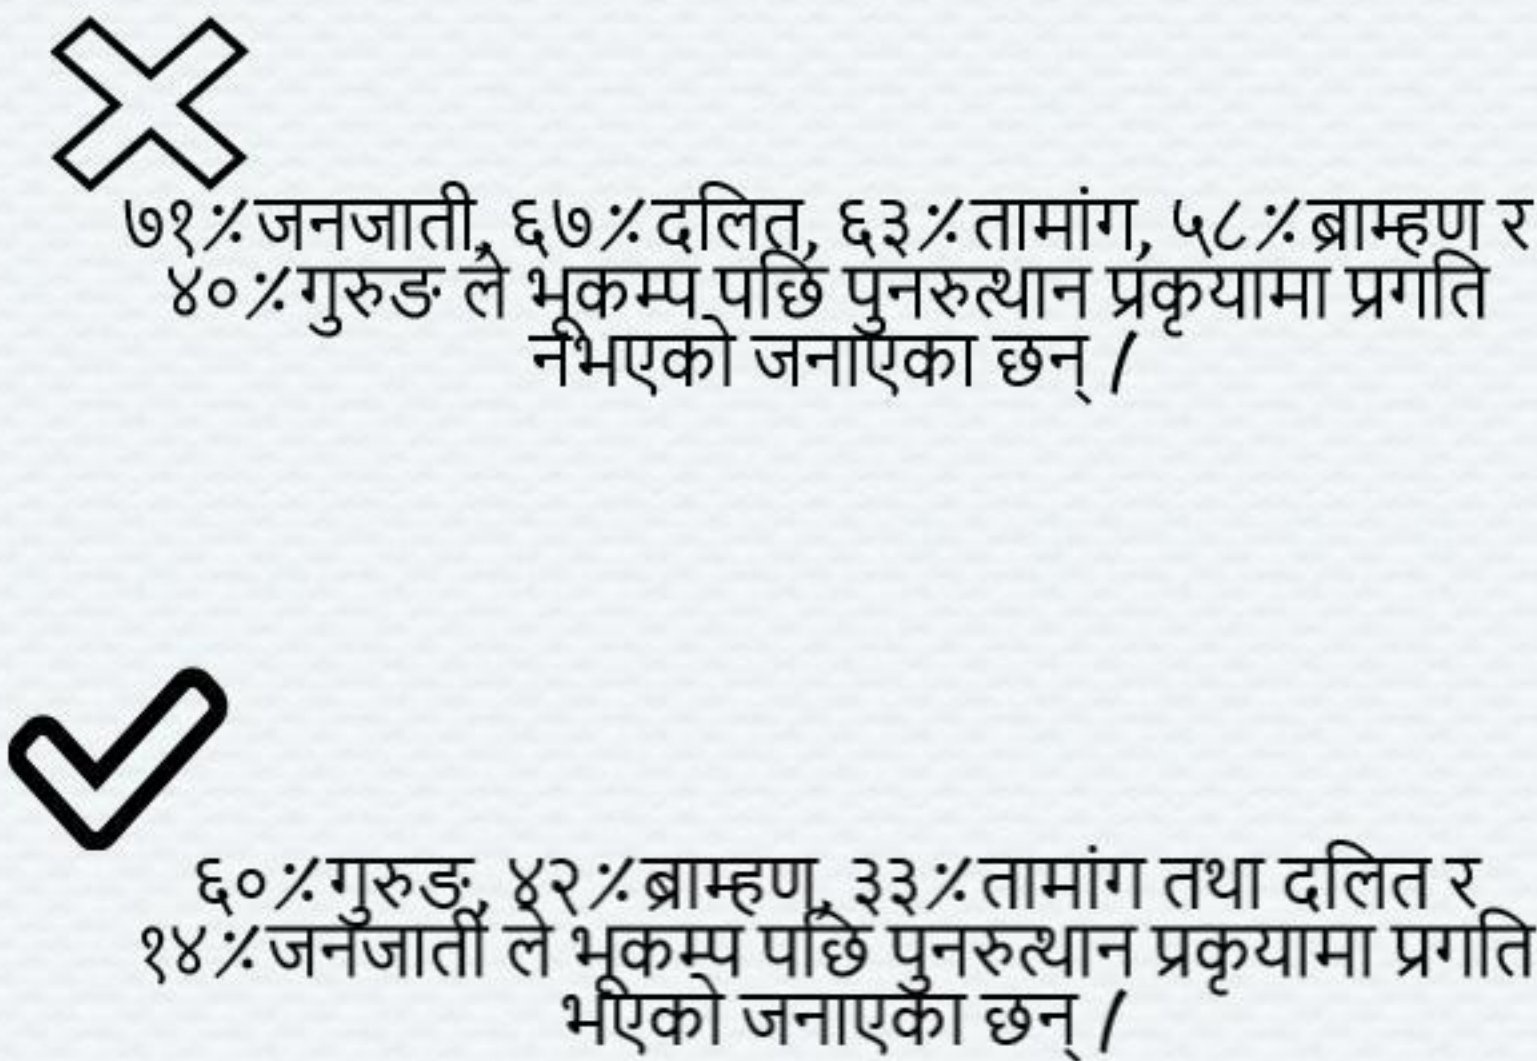 ७१%जनजाती, ६७%दलित, ६३%तामांग, ५८%ब्राम्हण र
४०%गुरुङ ले भूकम्प पछि पुनरुत्थान प्रकृयामा प्रगति
नभएको जनाएका छन् /
६०%गुरुङ, ४२%ब्राम्हण, ३३%तामांग तथा दलित र
१४%जनजाती ले भूकम्प पछि पुनरुत्थान प्रकृयामा प्रगति
भएको जनाएका छन् /